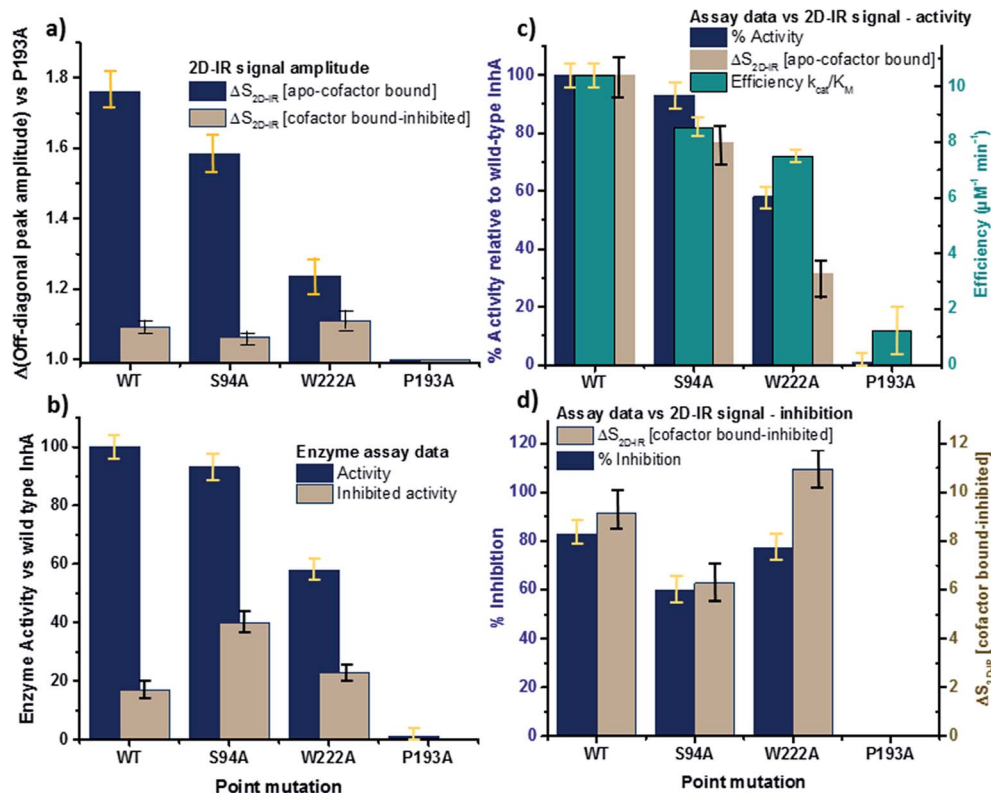 a)
Δ(Off-diagonal peak amplitude) vs P193A
1.8
1.6
1.4
1.2
1.0
2D-IR signal amplitude
ΔS2D-IR [apo-cofactor bound]
ΔS2D-IR [cofactor bound-inhibited]
WT S94A W222A P193A
b)
Enzyme Activity vs wild type InhA
100
80
60
40
20
0
Enzyme assay data
Activity
Inhibited activity
WT S94A W222A P193A
Point mutation
c)
Assay data vs 2D-IR signal - activity
% Activity
ΔS2D-IR [apo-cofactor bound]
Efficiency kcat/KM
% Activity relative to wild-type InhA
100
80
60
40
20
0
10
8
6
4
2
0
Efficiency (μM⁻¹ min⁻¹)
WT S94A W222A P193A
d)
Assay data vs 2D-IR signal - inhibition
ΔS2D-IR [cofactor bound-inhibited]
% Inhibition
% Inhibition
120
100
80
60
40
20
0
12
10
8
6
4
2
0
ΔS2D-IR [cofactor bound-inhibited]
WT S94A W222A P193A
Point mutation